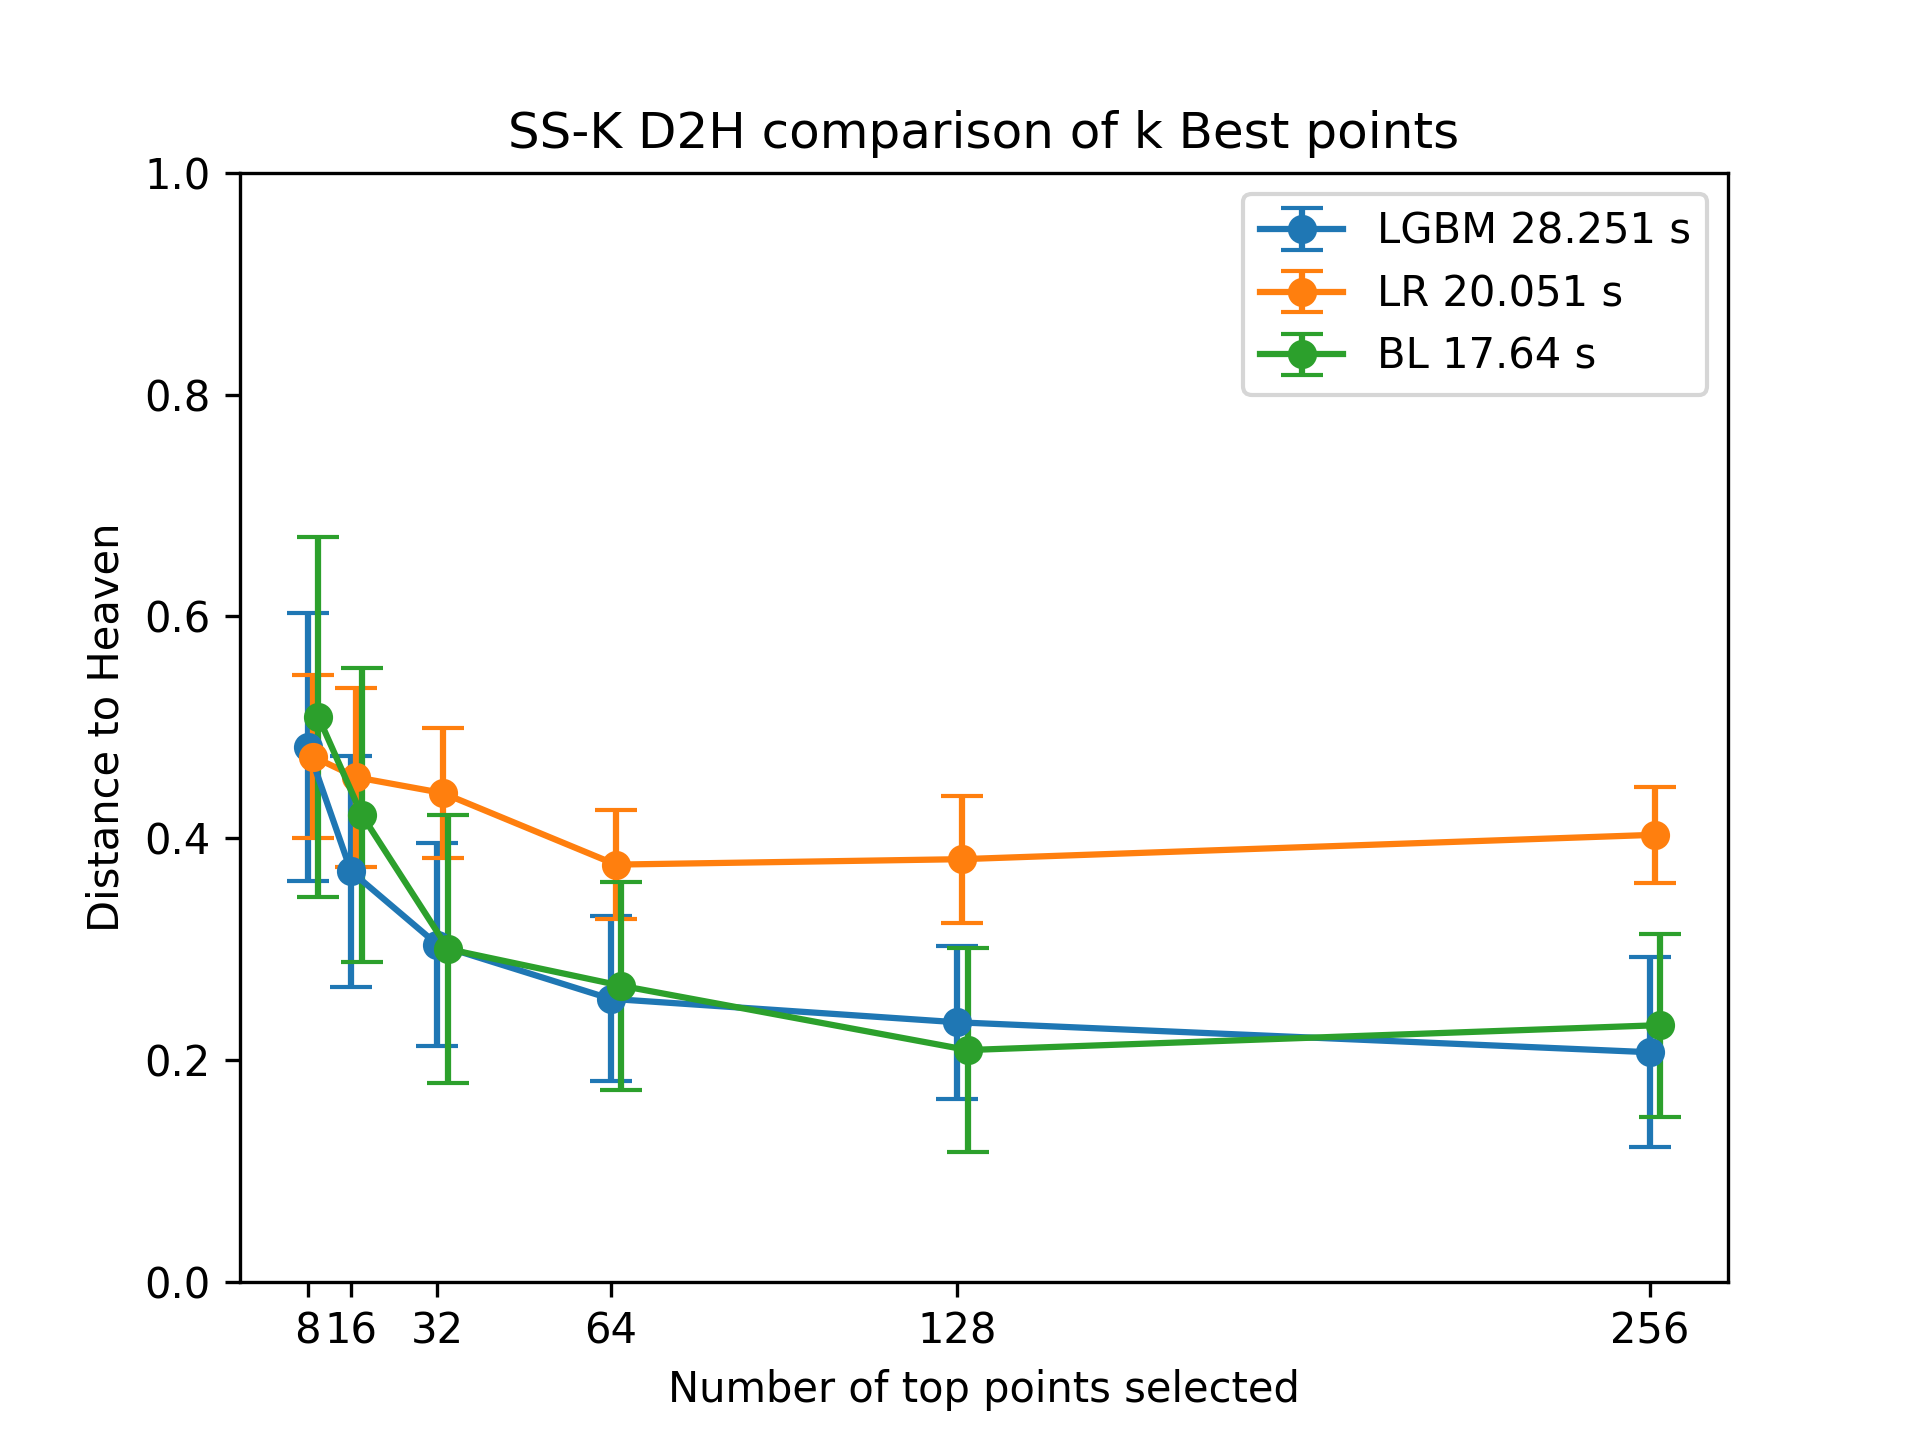 SS-K D2H comparison of k Best points
1.0
0.8
0.6
0.4
0.2
0.0
Distance to Heaven
LGBM 28.251 s
LR 20.051 s
BL 17.64 s
8 16 32 64 128 256
Number of top points selected